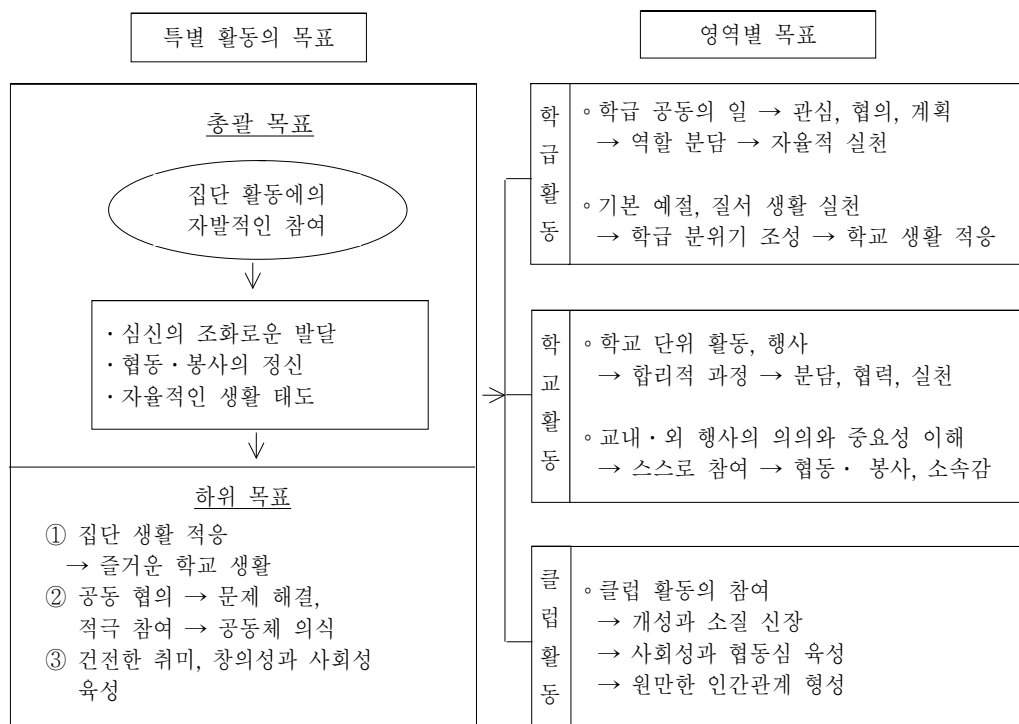 특별 활동의 목표
총괄 목표
집단 활동에의
자발적인 참여
· 심신의 조화로운 발달
· 협동·봉사의 정신
· 자율적인 생활 태도
하위 목표
① 집단 생활 적응
→ 즐거운 학교 생활
② 공동 협의 → 문제 해결,
적극 참여 → 공동체 의식
③ 건전한 취미, 창의성과 사회성
육성
영역별 목표
학
급
활
동
◦ 학급 공동의 일 → 관심, 협의, 계획
→ 역할 분담 → 자율적 실천
◦ 기본 예절, 질서 생활 실천
→ 학급 분위기 조성 → 학교 생활 적응
학
교
활
동
◦ 학교 단위 활동, 행사
→ 합리적 과정 → 분담, 협력, 실천
◦ 교내·외 행사의 의의와 중요성 이해
→ 스스로 참여 → 협동· 봉사, 소속감
클
럽
활
동
◦ 클럽 활동의 참여
→ 개성과 소질 신장
→ 사회성과 협동심 육성
→ 원만한 인간관계 형성